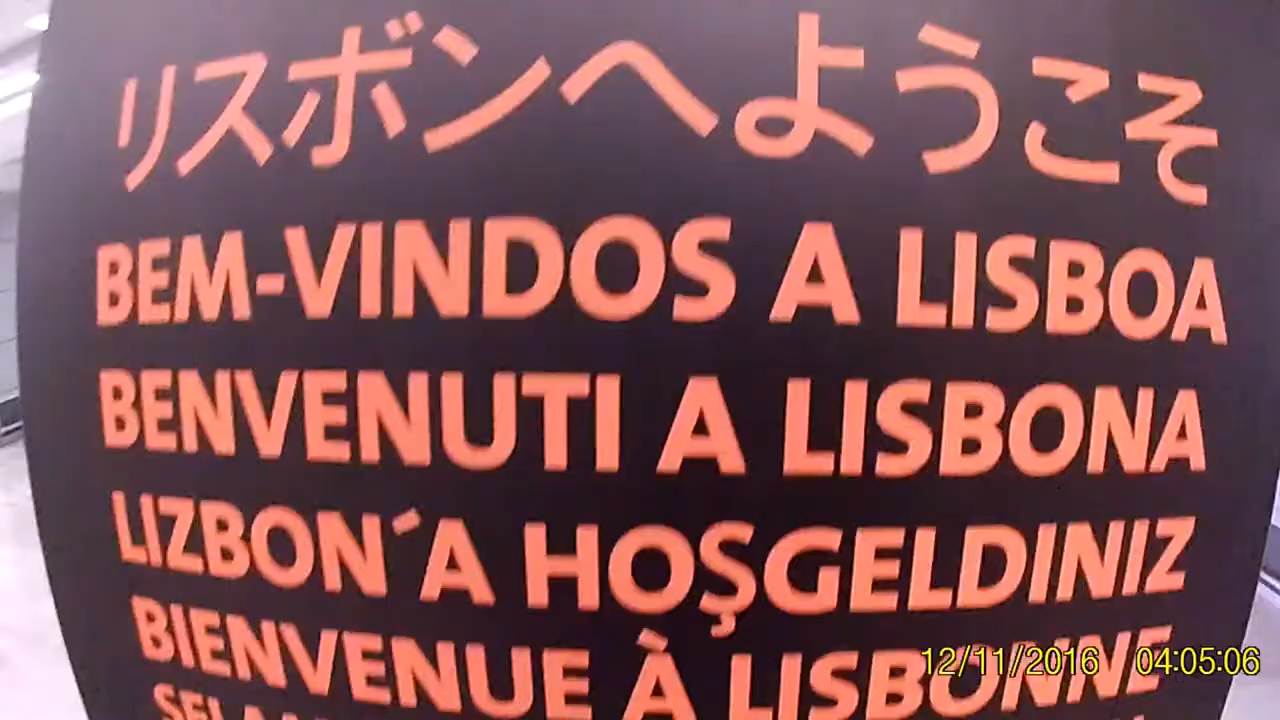 リスボンへようこそ
BEM-VINDOS A LISBOA
BENVENUTI A LISBONA
LIZBON´A HOŞGELDINIZ
BIENVENUE À LISBONNE
12/11/2016 04:05:06